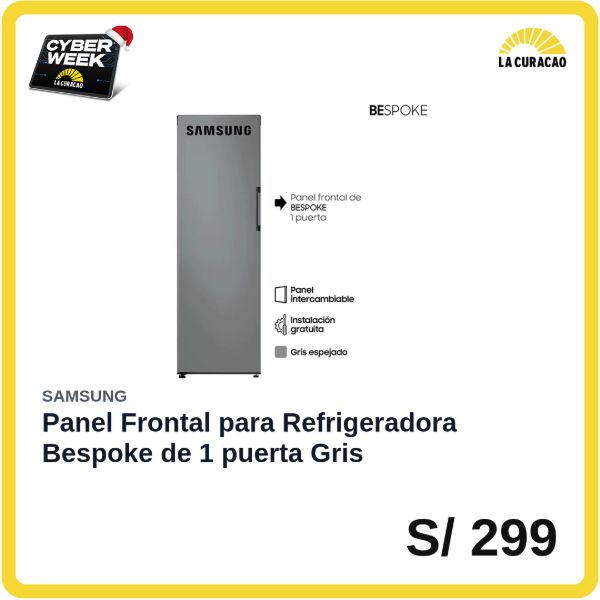 CYBER
WEEK
LA CURACAO
LA CURACAO
BESPOKE
SAMSUNG
Panel frontal de
BESPOKE
1 puerta
Panel
intercambiable
Instalación
gratuita
Gris espejado
SAMSUNG
Panel Frontal para Refrigeradora
Bespoke de 1 puerta Gris
S/ 299